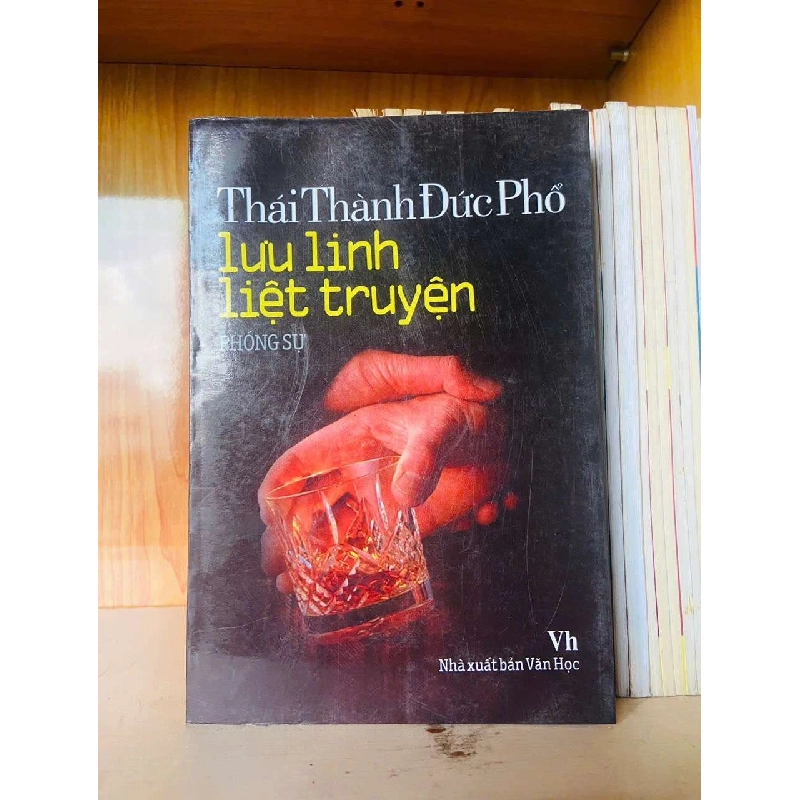 Thái Thành Đức Phổ
lưu linh
liệt truyện
PHÓNG SỰ
Vh
Nhà xuất bản Văn Học